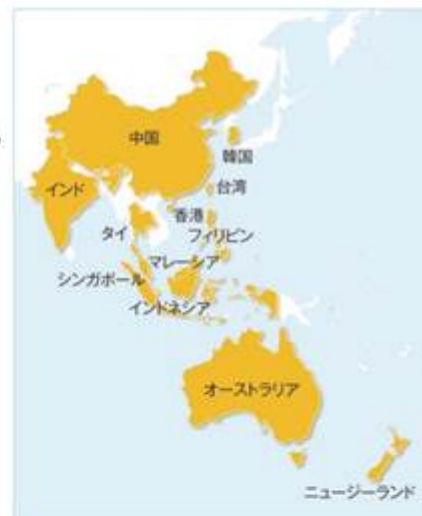 中国
韓国
インド
台湾
香港
タイ
フィリピン
マレーシア
シンガポール
インドネシア
オーストラリア
ニュージーランド